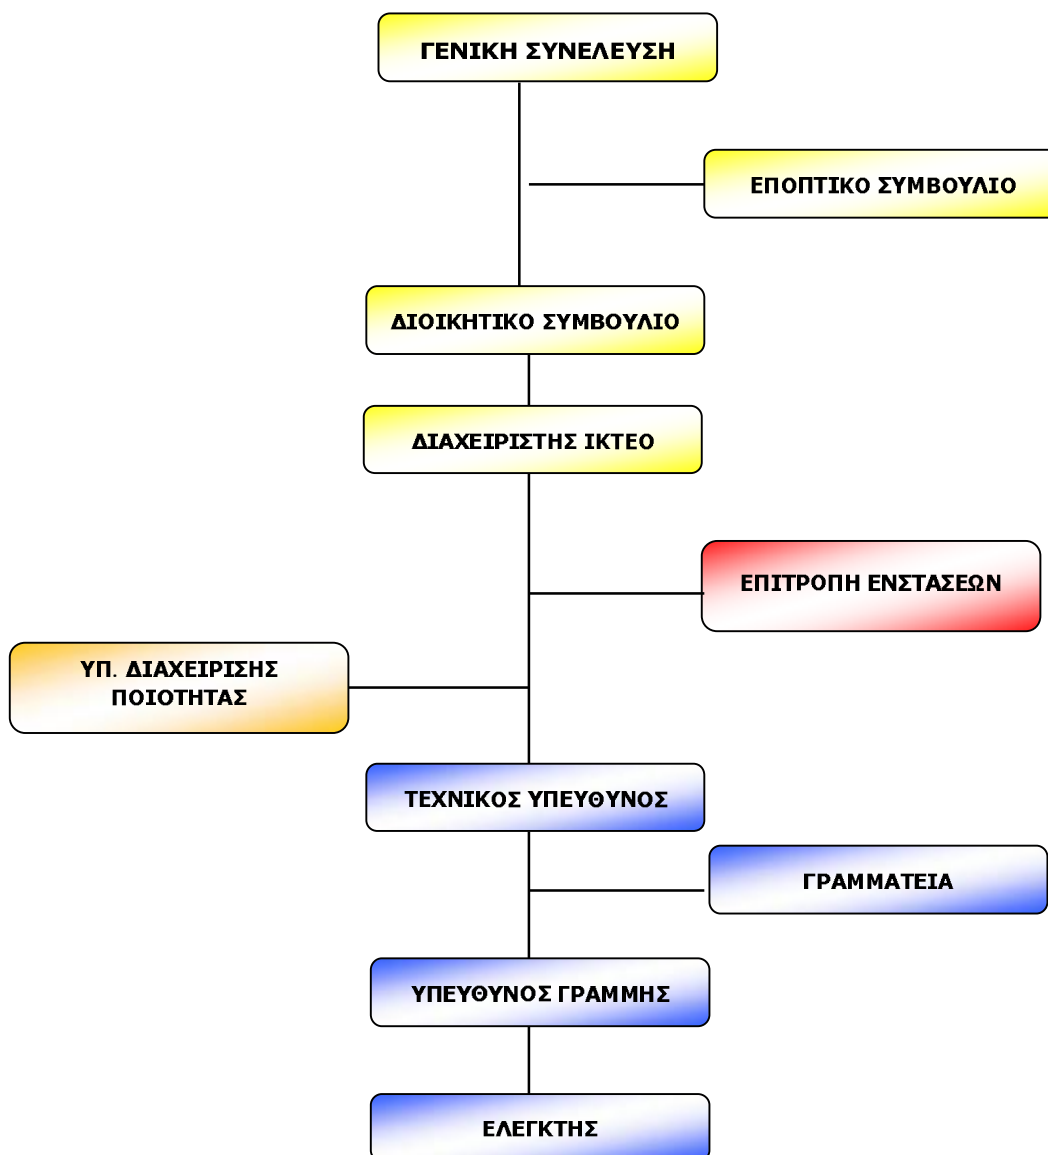 ΓΕΝΙΚΗ ΣΥΝΕΛΕΥΣΗ
ΕΠΟΠΤΙΚΟ ΣΥΜΒΟΥΛΙΟ
ΔΙΟΙΚΗΤΙΚΟ ΣΥΜΒΟΥΛΙΟ
ΔΙΑΧΕΙΡΙΣΤΗΣ ΙΚΤΕΟ
ΕΠΙΤΡΟΠΗ ΕΝΣΤΑΣΕΩΝ
ΥΠ. ΔΙΑΧΕΙΡΙΣΗΣ
ΠΟΙΟΤΗΤΑΣ
ΤΕΧΝΙΚΟΣ ΥΠΕΥΘΥΝΟΣ
ΓΡΑΜΜΑΤΕΙΑ
ΥΠΕΥΘΥΝΟΣ ΓΡΑΜΜΗΣ
ΕΛΕΓΚΤΗΣ